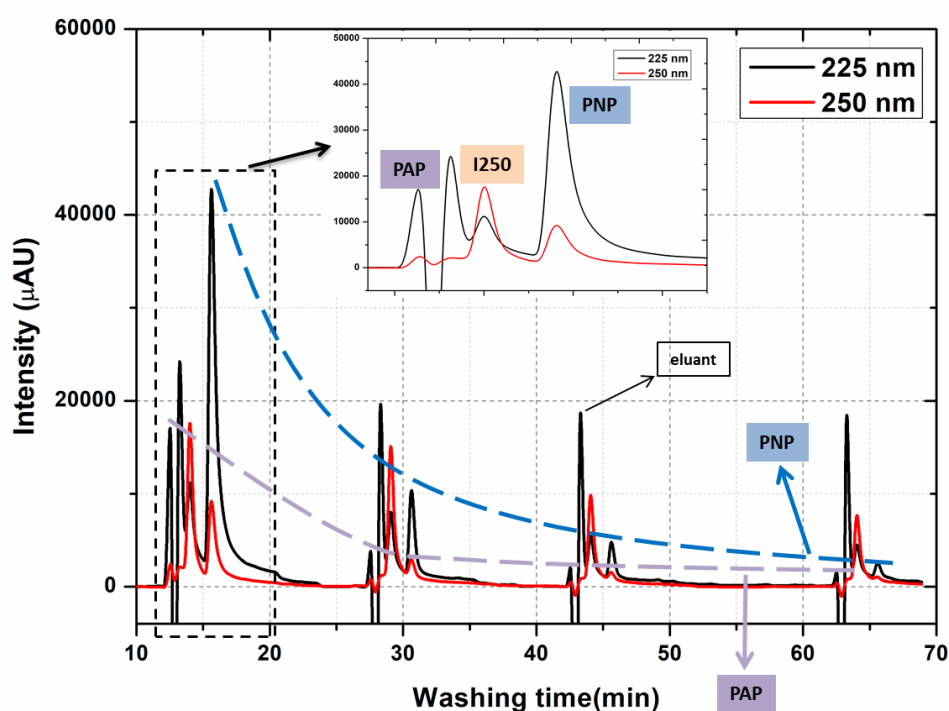 60000
40000
20000
0
Intensity (µAU)
10
20
30
40
50
60
70
Washing time(min)
225 nm
250 nm
50000
40000
30000
20000
10000
0
225 nm
250 nm
PAP
I250
PNP
eluant
PNP
PAP